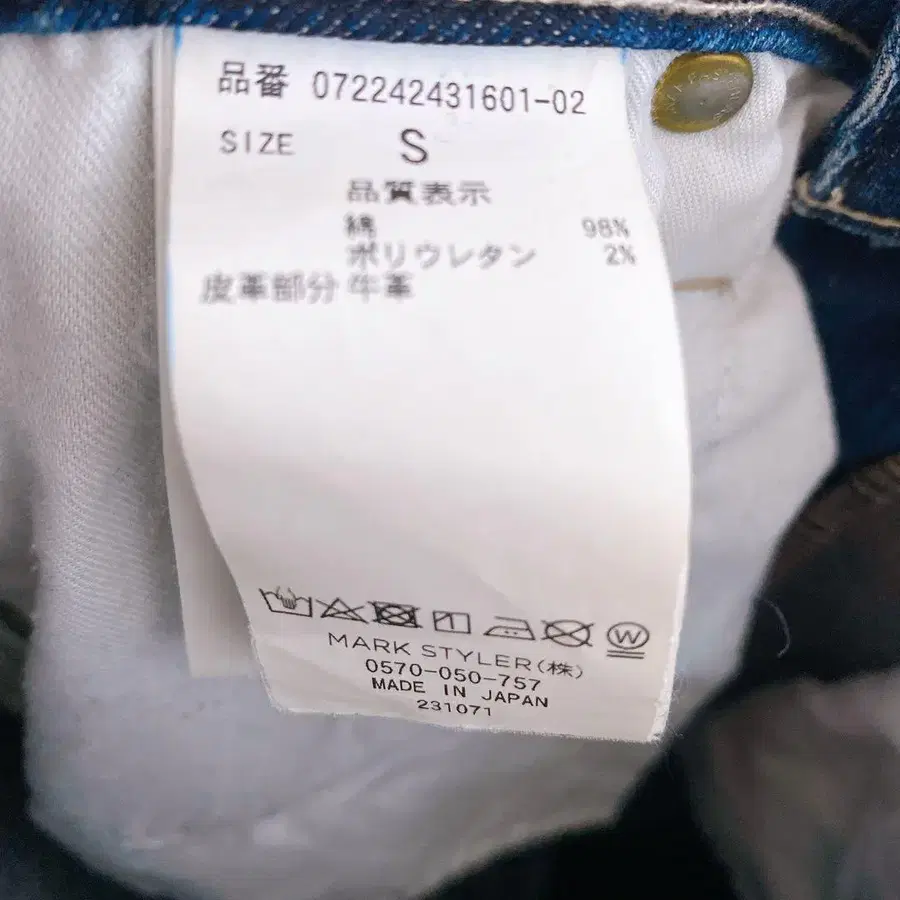 品番 072242431601-02
SIZE S
品質表示
綿 98%
ポリウレタン 2%
皮革部分 牛革
W
MARK STYLER(株)
0570-050-757
MADE IN JAPAN
231071